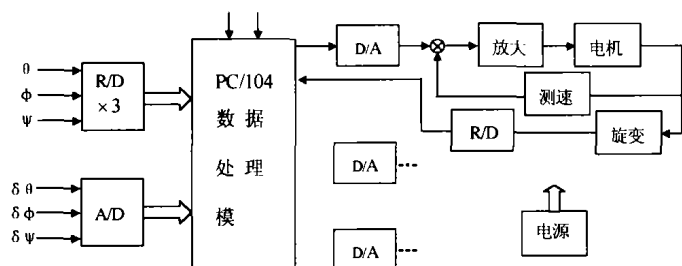 θ
ϕ
ψ
R/D
×3
δθ
δϕ
δψ
A/D
PC/104
数据
处理
模
D/A
放大
电机
测速
R/D
旋变
D/A
D/A
电源